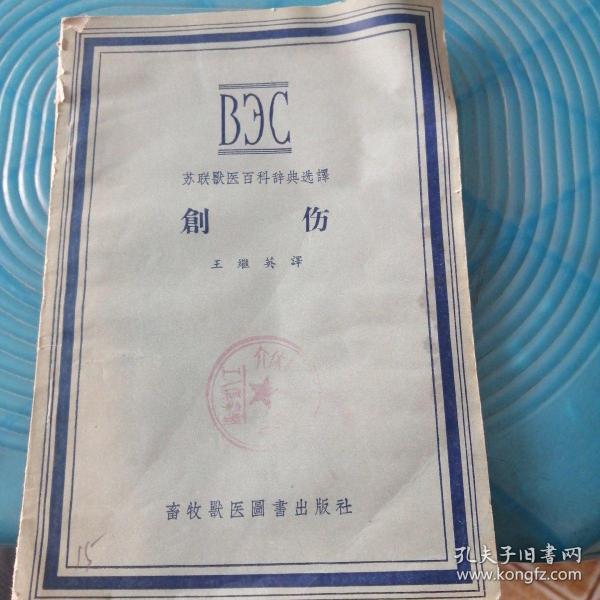 ВЭС
苏联獸医百科辞典选譯
創伤
王繼英譯
畜牧獸医圖書出版社
15
孔夫子旧书网
www.kongfz.com